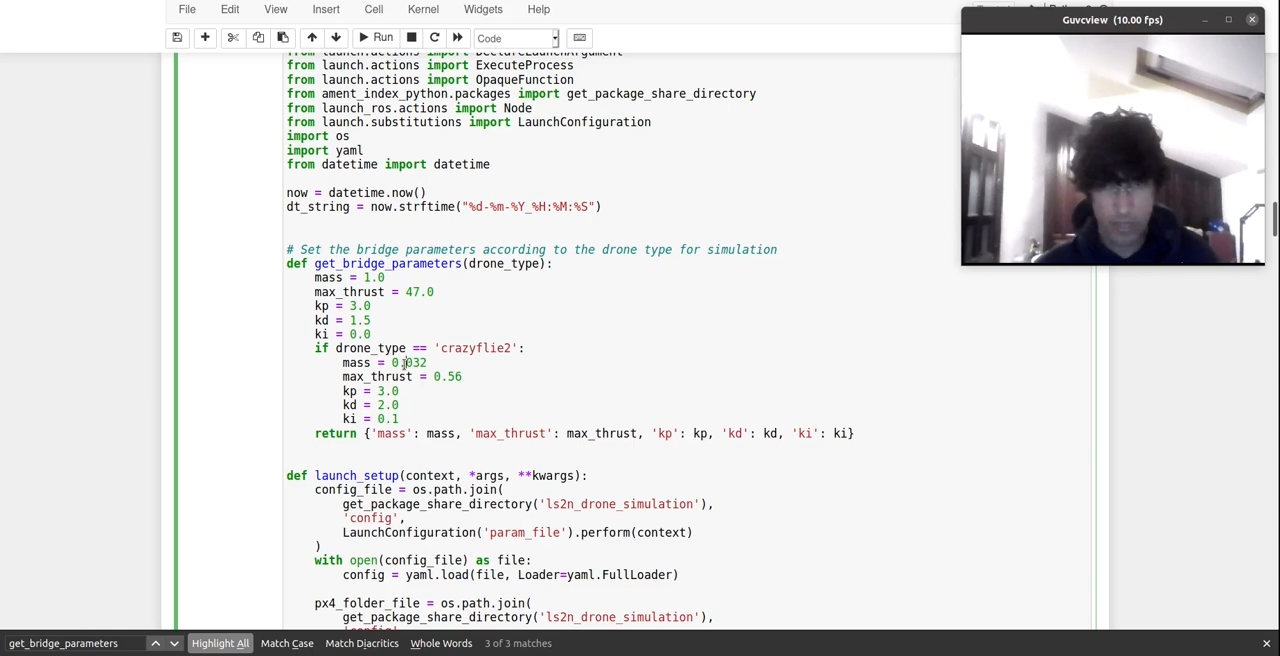 File Edit View Insert Cell Kernel Widgets Help
Guvcview (10.00 fps)
Run
Code
from launch.actions import DeclareLaunchArgument
from launch.actions import ExecuteProcess
from launch.actions import OpaqueFunction
from ament_index_python.packages import get_package_share_directory
from launch_ros.actions import Node
from launch.substitutions import LaunchConfiguration
import os
import yaml
from datetime import datetime
now = datetime.now()
dt_string = now.strftime("%d-%m-%Y_%H:%M:%S")
# Set the bridge parameters according to the drone type for simulation
def get_bridge_parameters(drone_type):
mass = 1.0
max_thrust = 47.0
kp = 3.0
kd = 1.5
ki = 0.0
if drone_type == 'crazyflie2':
mass = 0.032
max_thrust = 0.56
kp = 3.0
kd = 2.0
ki = 0.1
return {'mass': mass, 'max_thrust': max_thrust, 'kp': kp, 'kd': kd, 'ki': ki}
def launch_setup(context, *args, **kwargs):
config_file = os.path.join(
get_package_share_directory('ls2n_drone_simulation'),
'config',
LaunchConfiguration('param_file').perform(context)
)
with open(config_file) as file:
config = yaml.load(file, Loader=yaml.FullLoader)
px4_folder_file = os.path.join(
get_package_share_directory('ls2n_drone_simulation'),
get_bridge_parameters Highlight All Match Case Match Diacritics Whole Words 3 of 3 matches